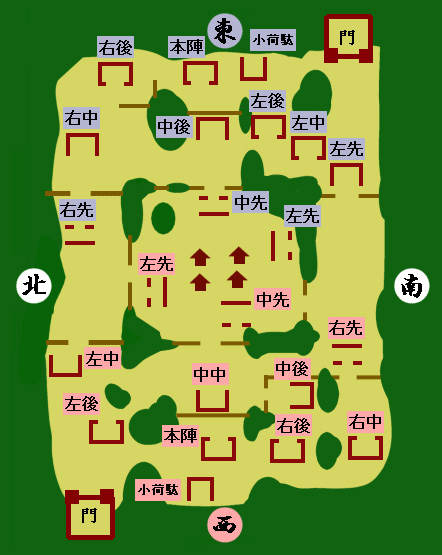 東
門
右後
本陣
小荷駄
左後
右中
中後
左中
左先
右先
中先
左先
北
左先
中先
南
右先
左中
中中
中後
左後
本陣
右後
右中
小荷駄
門
西